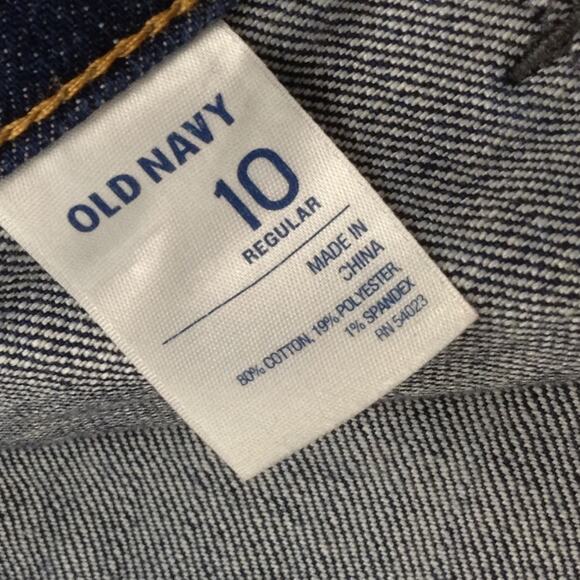 OLD NAVY
10
REGULAR
MADE IN
CHINA
80% COTTON, 19% POLYESTER,
1% SPANDEX
RN 54023